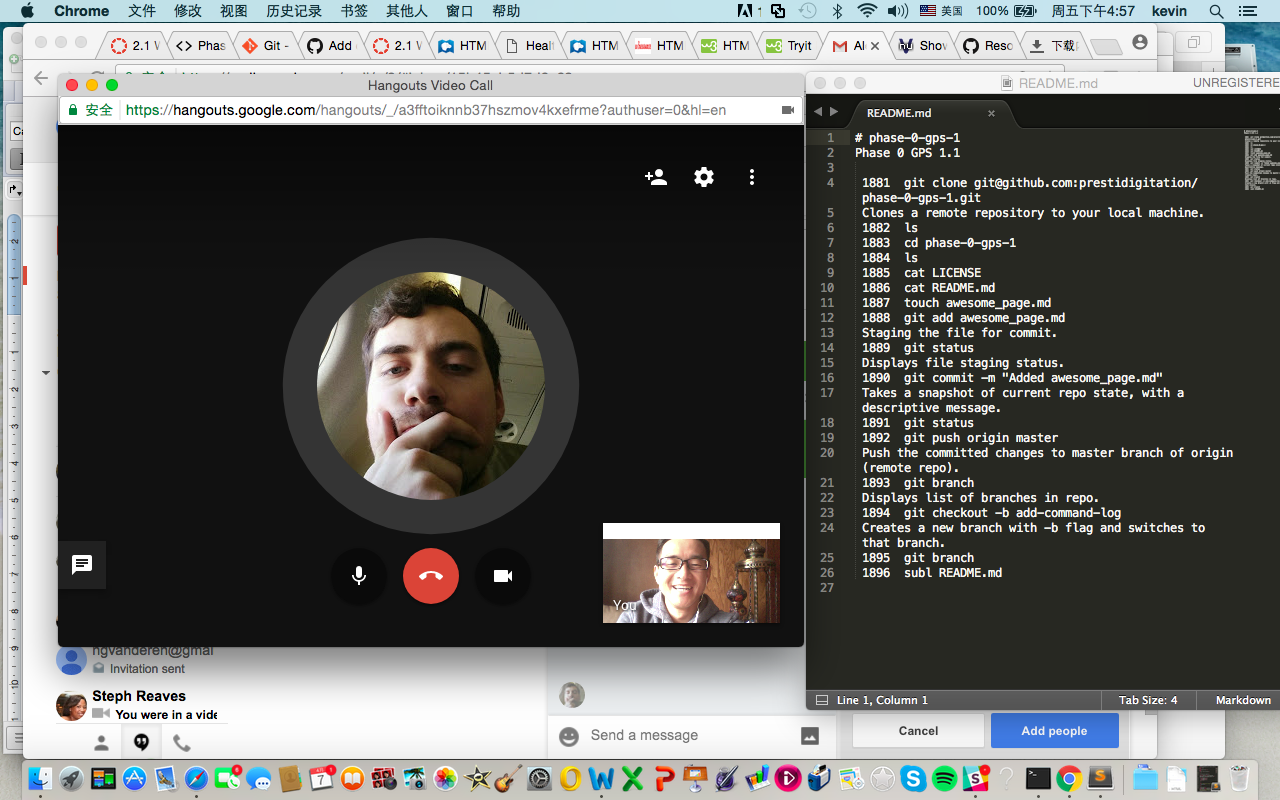 Chrome 文件 修改 视图 历史记录 书签 其他人 窗口 帮助 1 美国 100% 周五下午4:57 kevin
2.1 V Phas Git - Add 2.1 V HTM Healt HTM HTM HTM Tryit Al Shov Reso 下载
Hangouts Video Call
安全 https://hangouts.google.com/hangouts/_/a3fftoiknnb37hszmov4kxefrme?authuser=0&hl=en
You
ngvanderen@gmai
Invitation sent
Steph Reaves
You were in a vide
Send a message
Cancel
Add people
README.md
UNREGISTERE
README.md
1 # phase-0-gps-1
2 Phase 0 GPS 1.1
3
4 1881 git clone git@github.com:prestidigitation/
phase-0-gps-1.git
5 Clones a remote repository to your local machine.
6 1882 ls
7 1883 cd phase-0-gps-1
8 1884 ls
9 1885 cat LICENSE
10 1886 cat README.md
11 1887 touch awesome_page.md
12 1888 git add awesome_page.md
13 Staging the file for commit.
14 1889 git status
15 Displays file staging status.
16 1890 git commit -m "Added awesome_page.md"
17 Takes a snapshot of current repo state, with a
descriptive message.
18 1891 git status
19 1892 git push origin master
20 Push the committed changes to master branch of origin
(remote repo).
21 1893 git branch
22 Displays list of branches in repo.
23 1894 git checkout -b add-command-log
24 Creates a new branch with -b flag and switches to
that branch.
25 1895 git branch
26 1896 subl README.md
27
Line 1, Column 1
Tab Size: 4
Markdown